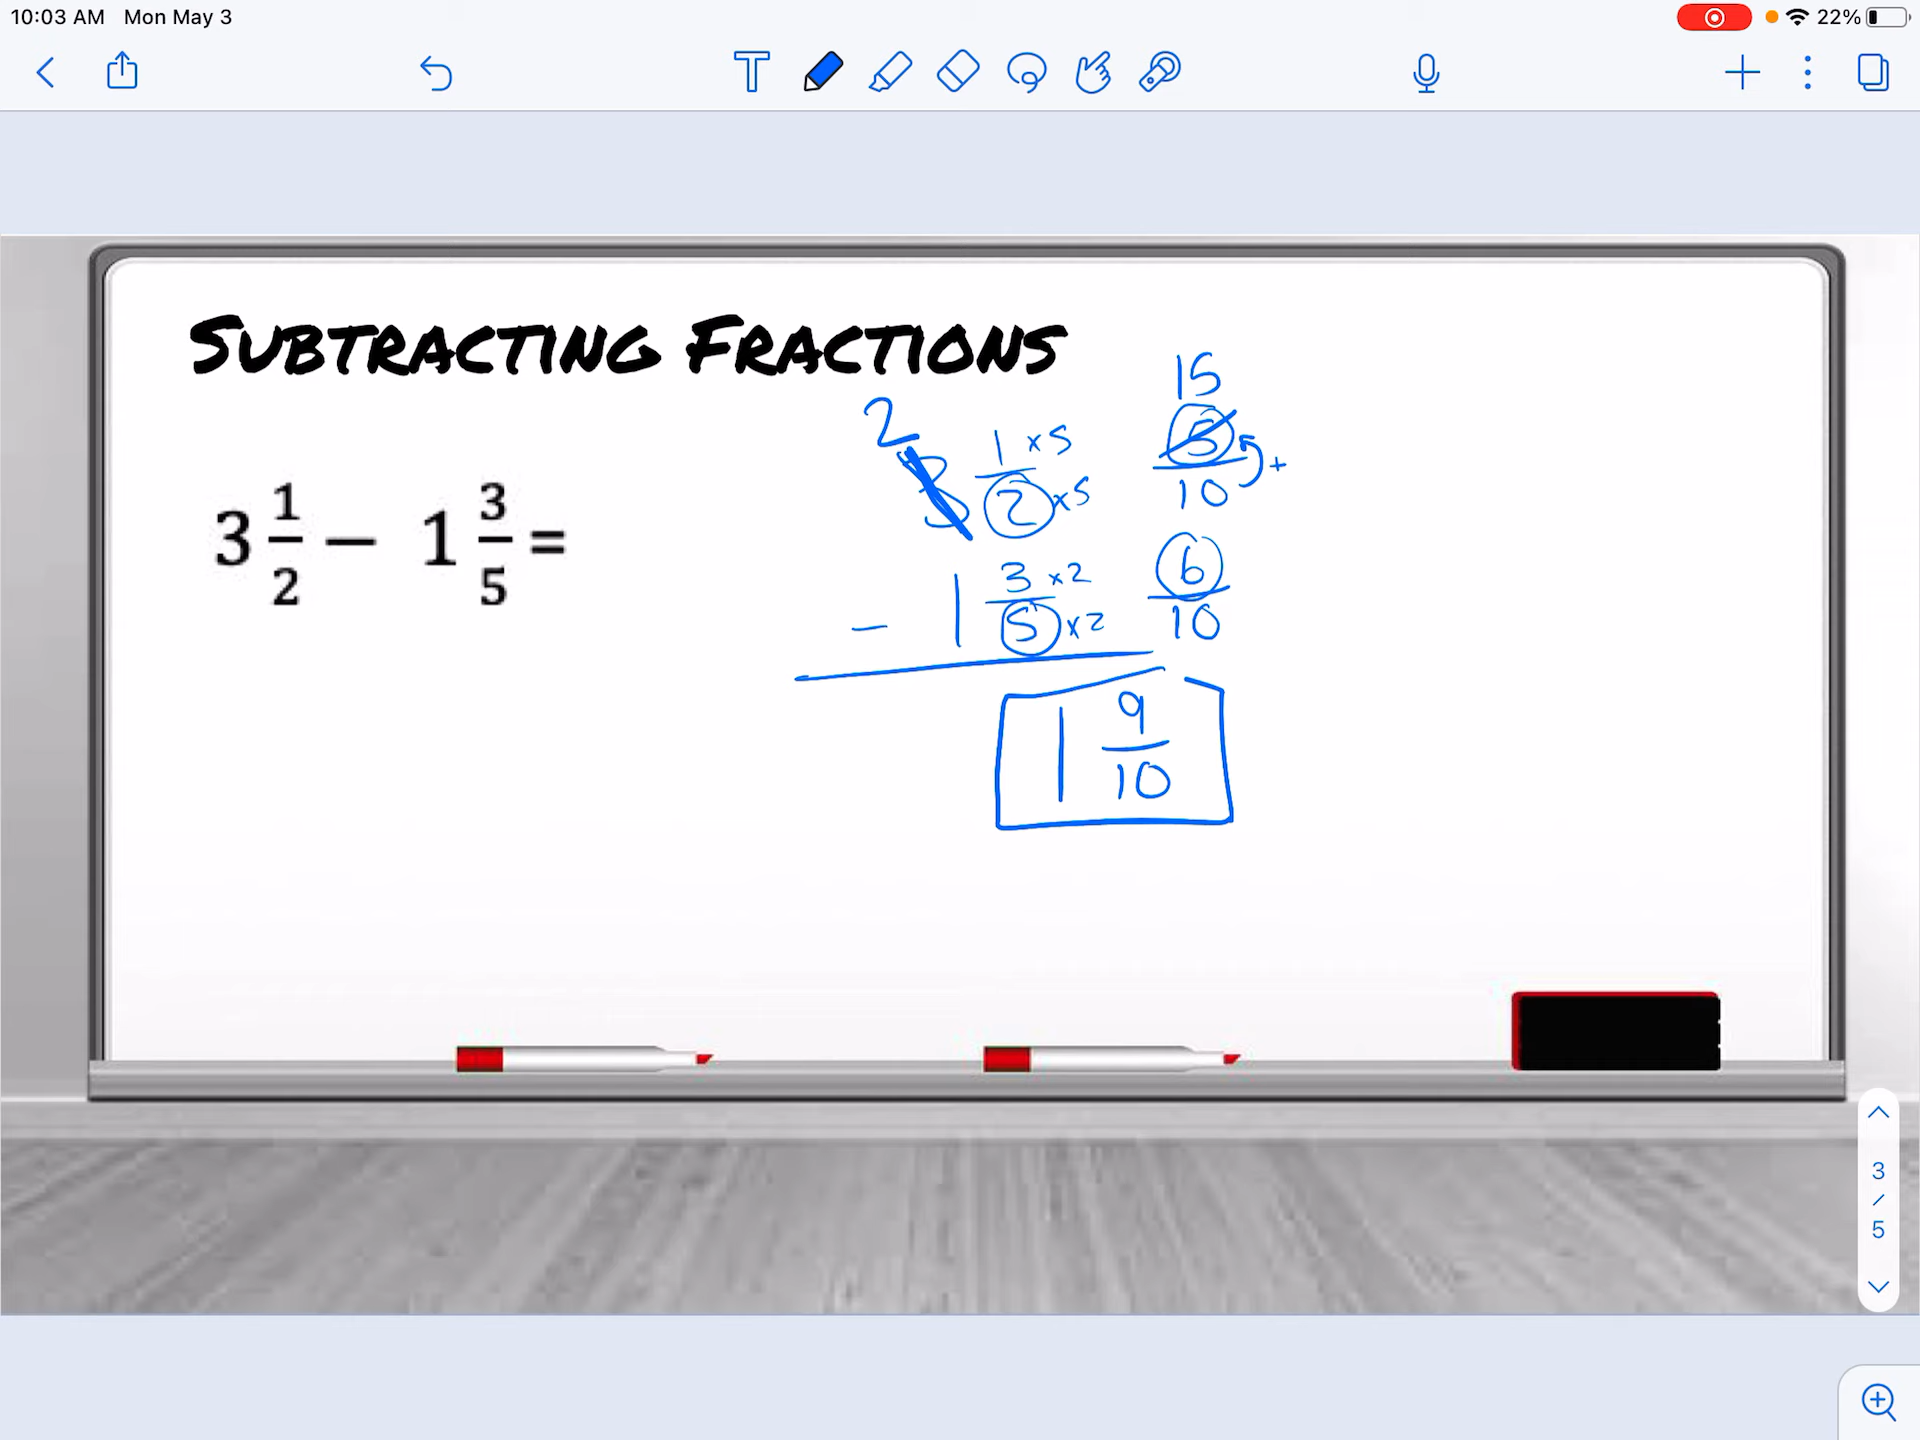 10:03 AM Mon May 3
22%
T
SUBTRACTING FRACTIONS
3 1/2 − 1 3/5 =
15
2
3 1/2 ×5 ×5 5/10 +
− 1 3/5 ×2 ×2 6/10
1 9/10
3
/
5